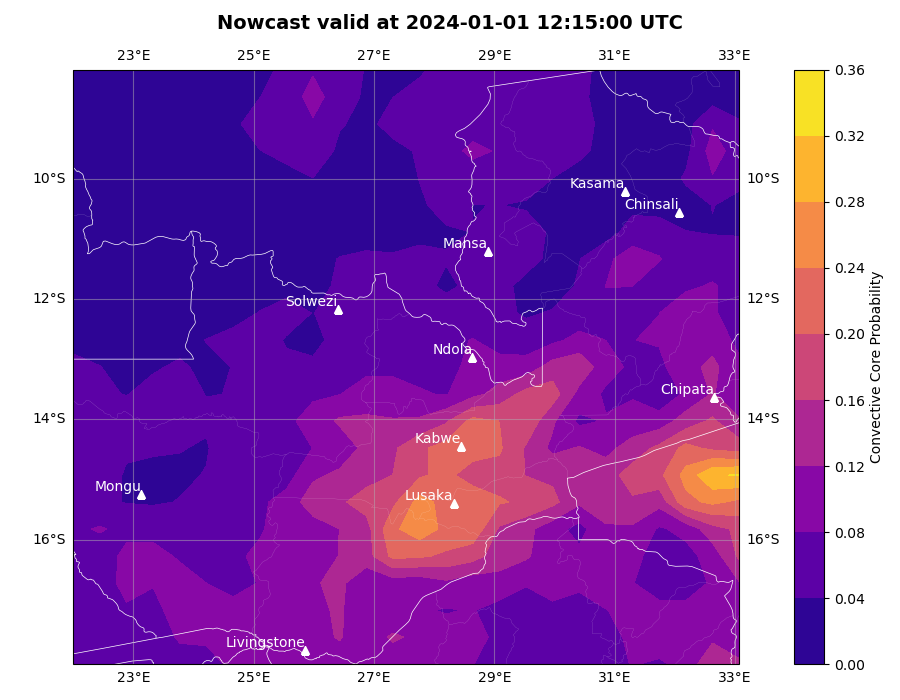 Nowcast valid at 2024-01-01 12:15:00 UTC
23°E 25°E 27°E 29°E 31°E 33°E
0.36
0.32
0.28
0.24
0.20
0.16
0.12
0.08
0.04
0.00
Convective Core Probability
10°S 10°S
12°S 12°S
14°S 14°S
16°S 16°S
Kasama
Chinsali
Mansa
Solwezi
Ndola
Chipata
Kabwe
Mongu
Lusaka
Livingstone
23°E 25°E 27°E 29°E 31°E 33°E